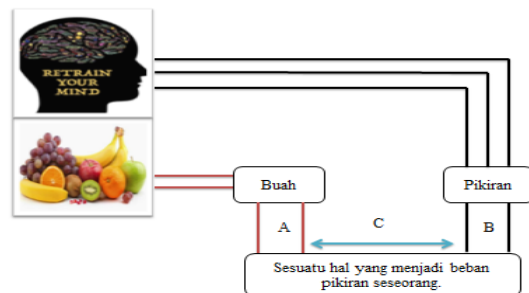 RETRAIN
YOUR
MIND
Buah
Pikiran
A
C
B
Sesuatu hal yang menjadi beban
pikiran seseorang.